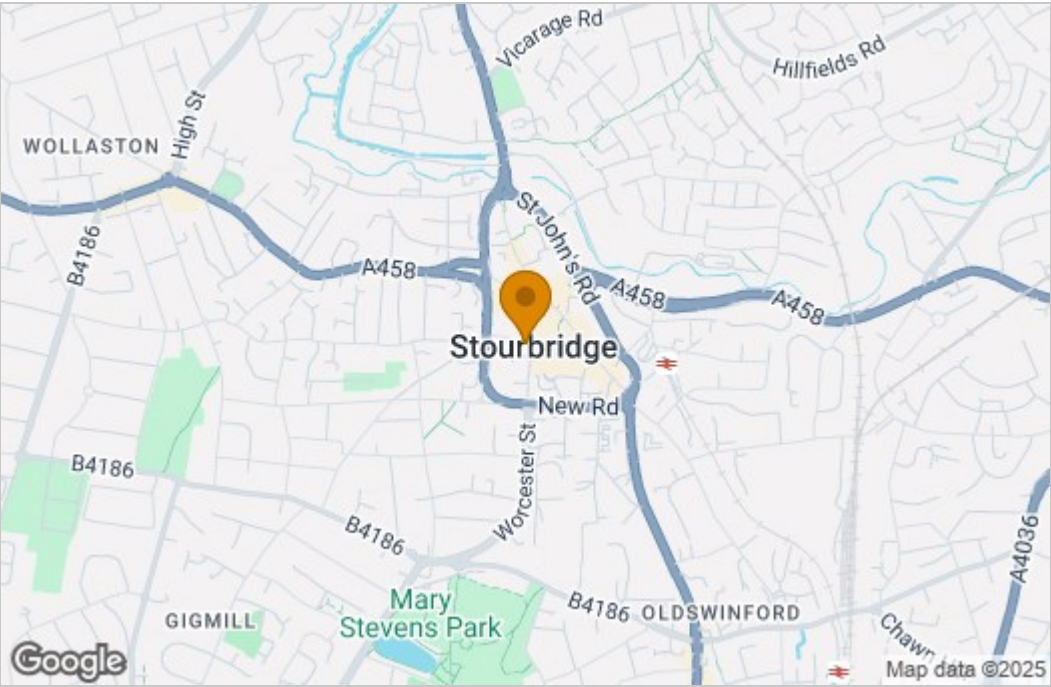 Vicarage Rd
Hillfields Rd
High St
WOLLASTON
St John's Rd
B4186
A458
A458
A458
Stourbridge
New Rd
Worcester St
B4186
B4186
A4036
Mary
Stevens Park
B4186
OLDSWINFORD
GIGMILL
Chawn
Google
Map data ©2025